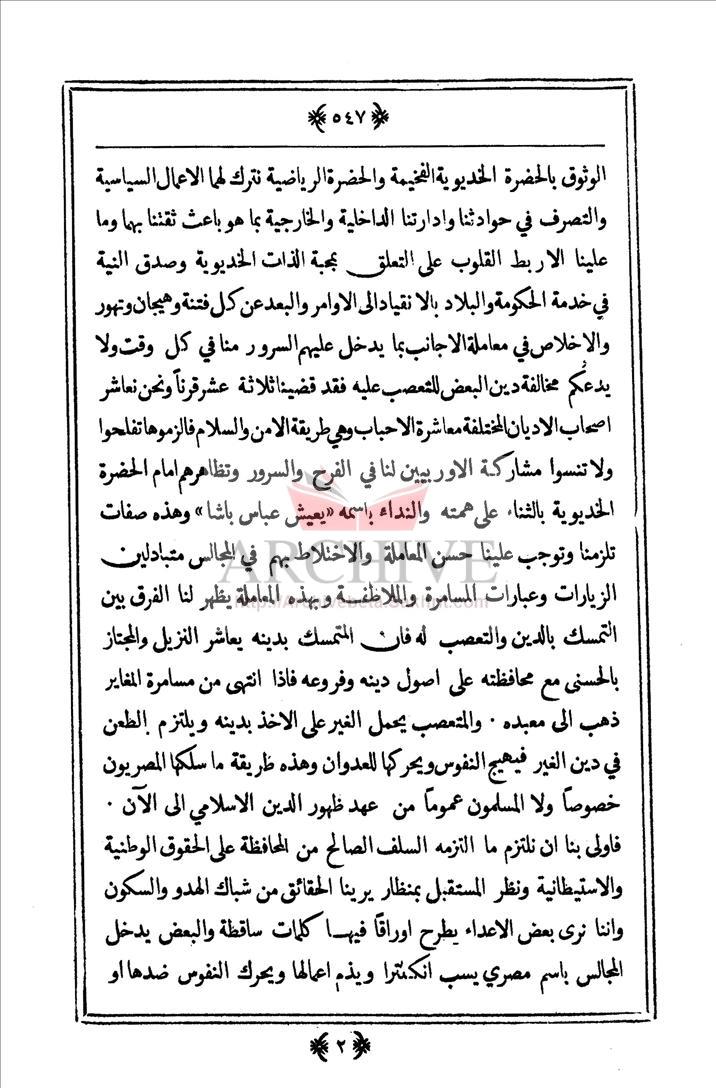 ٥٤٧
الوثوق بالحضرة الخديوية الفخيمة والحضرة الرياضية نترك لهما الاعمال السياسية
والتصرف في حوادثنا وادارتنا الداخلية والخارجية بما هو باعث ثقتنا بهما وما
علينا الا ربط القلوب على التعلق بمحبة الذات الخديوية وصدق النية
في خدمة الحكومة والبلاد بالانقياد الى الاوامر والبعد عن كل فتنة وهيجان وتهور
والاخلاص في معاملة الاجانب بما يدخل عليهم السرور منا في كل وقت ولا
يدعُكم مخالفة دين البعض للتعصب عليه فقد قضينا ثلاثة عشر قرناً ونحن نعاشر
اصحاب الاديان المختلفة معاشرة الاحباب وهي طريقة الامن والسلام فالزموها تفلحوا
ولا تنسوا مشاركة الاوربيين لنا في الفرح والسرور وتظاهرهم امام الحضرة
الخديوية بالثناء على همته والنداء باسمه «يعيش عباس باشا» وهذه صفات
تلزمنا وتوجب علينا حسن المعاملة والاختلاط بهم في المجالس متبادلين
الزيارات وعبارات المسامرة والملاطفة وبهذه المعاملة يظهر لنا الفرق بين
التمسك بالدين والتعصب له فان المتمسك بدينه يعاشر النزيل والمجتاز
بالحسنى مع محافظته على اصول دينه وفروعه فاذا انتهى من مسامرة المغاير
ذهب الى معبده . والمتعصب يحمل الغير على الاخذ بدينه ويلتزم الطعن
في دين الغير فيهيج النفوس ويحركها للعدوان وهذه طريقة ما سلكها المصريون
خصوصاً ولا المسلمون عموماً من عهد ظهور الدين الاسلامي الى الآن .
فاولى بنا ان نلتزم ما التزمه السلف الصالح من المحافظة على الحقوق الوطنية
والاستيطانية ونظر المستقبل بمنظار يرينا الحقائق من شباك الهدو والسكون
واننا نرى بعض الاعداء يطرح اوراقاً فيها كلمات ساقطة والبعض يدخل
المجالس باسم مصري يسب انكلترا ويذم اعمالها ويحرك النفوس ضدها او
٢
ARCHIVE